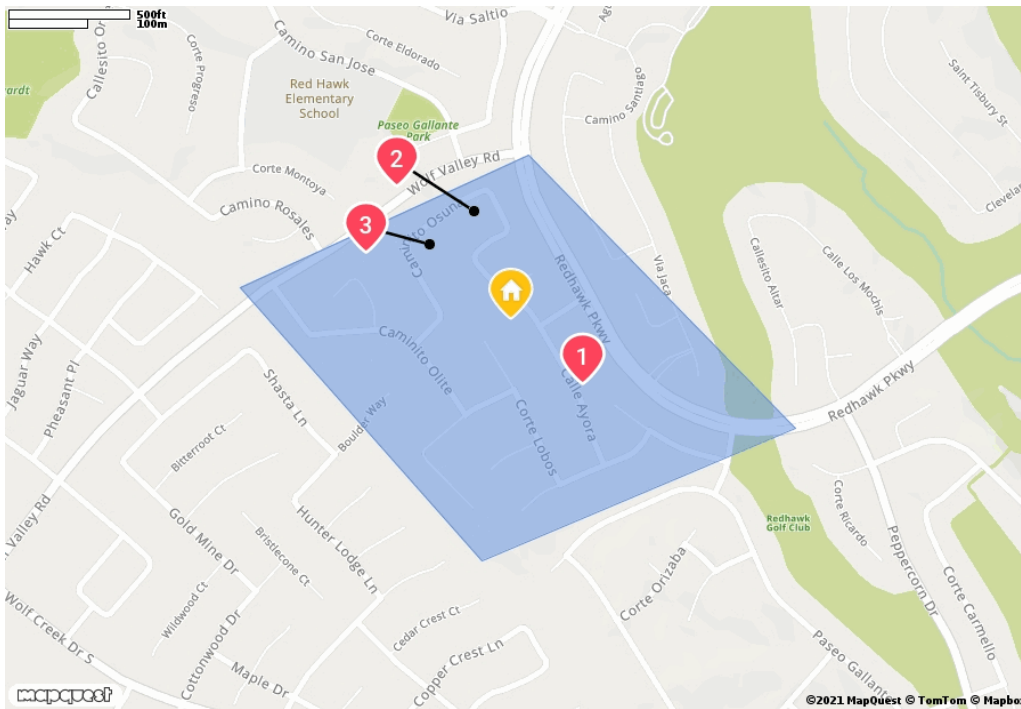 500ft
100m
Via Saltio
Callesito Or
Corte Progreso
Camino San Jose
Corte Eldorado
Red Hawk
Elementary
School
Paseo Gallante
Park
Camino Santiago
Saint Tisbury St
Clevela
2
Wolf Valley Rd
Corte Montoya
Camino Rosales
3
Hawk Ct
Redhawk Pkwy
Via Jaca
Callesito Altar
Calle Los Mochis
1
Jaguar Way
Pheasant Pl
Caminito Olite
Shasta Ln
Boulder Way
Calle Ayora
Corte Lobos
Redhawk Pkwy
Bitterroot Ct
Gold Mine Dr
Bristlecone Ct
Hunter Lodge Ln
Valley Rd
Redhawk
Golf Club
Corte Ricardo
Peppercorn Dr
Corte Carmello
Wildwood Ct
Cottonwood Dr
Cedar Crest Ct
Corte Orizaba
Wolf Creek Dr S
Maple Dr
Copper Crest Ln
Paseo Gallante
mapquest
©2021 MapQuest © TomTom © Mapbo